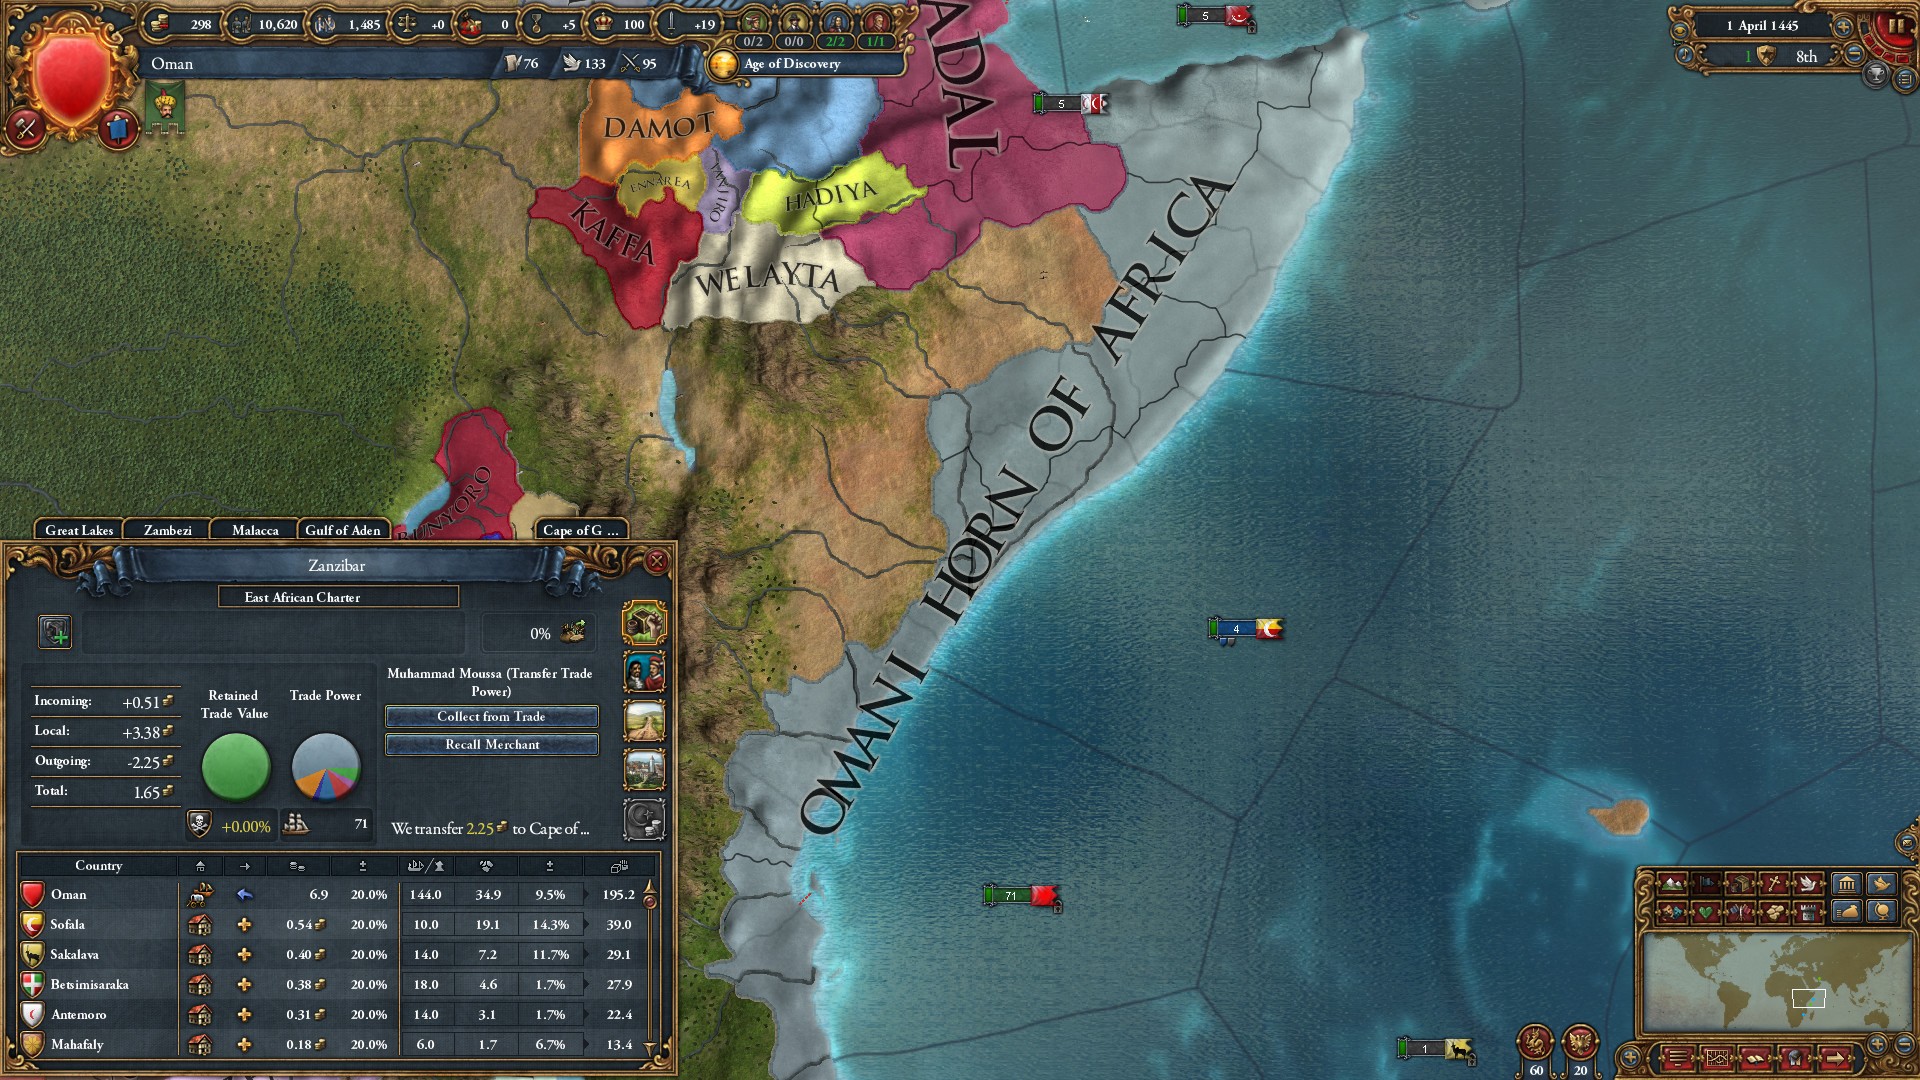 298 10,620 1,485 +0 0 +5 100 +19
0/2 0/0 2/2 1/1
Oman 76 133 95
Age of Discovery
1 April 1445
1 8th
5
5
ADAL
DAMOT
ENNAREA
HADIYA
KAFFA
WELAYTA
BUNYORO
OMANI HORN OF AFRICA
4
71
1
Great Lakes Zambezi Malacca Gulf of Aden Cape of G ...
Zanzibar
East African Charter
0%
Muhammad Moussa (Transfer Trade Power)
Collect from Trade
Recall Merchant
Incoming: +0.51
Local: +3.38
Outgoing: -2.25
Total: 1.65
Retained Trade Value
Trade Power
+0.00% 71
We transfer 2.25 to Cape of ...
Country
Oman 6.9 20.0% 144.0 34.9 9.5% 195.2
Sofala 0.54 20.0% 10.0 19.1 14.3% 39.0
Sakalava 0.40 20.0% 14.0 7.2 11.7% 29.1
Betsimisaraka 0.38 20.0% 18.0 4.6 1.7% 27.9
Antemoro 0.31 20.0% 14.0 3.1 1.7% 22.4
Mahafaly 0.18 20.0% 6.0 1.7 6.7% 13.4
60 20